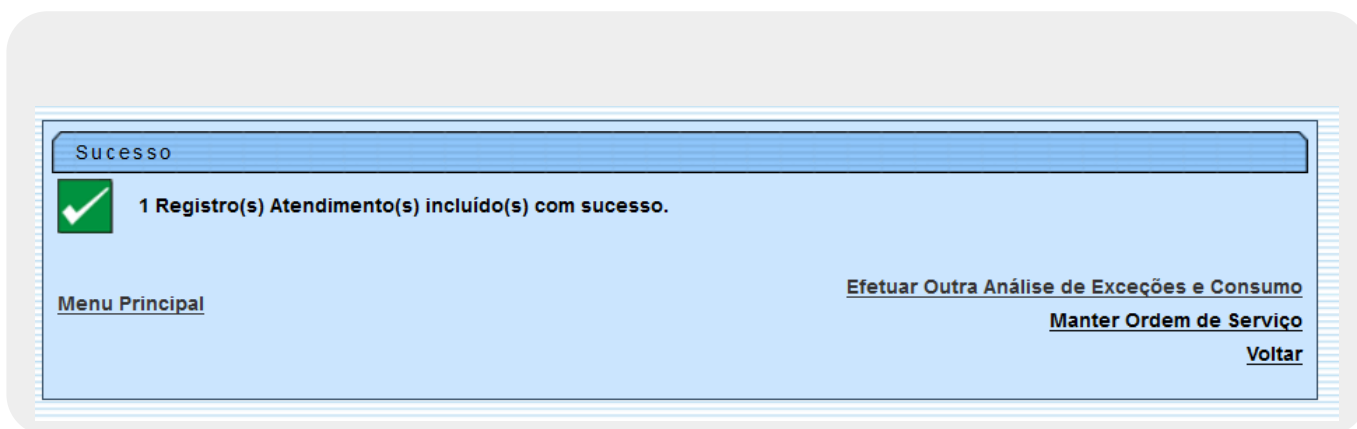 Sucesso
1 Registro(s) Atendimento(s) incluído(s) com sucesso.
Efetuar Outra Análise de Exceções e Consumo
Menu Principal
Manter Ordem de Serviço
Voltar